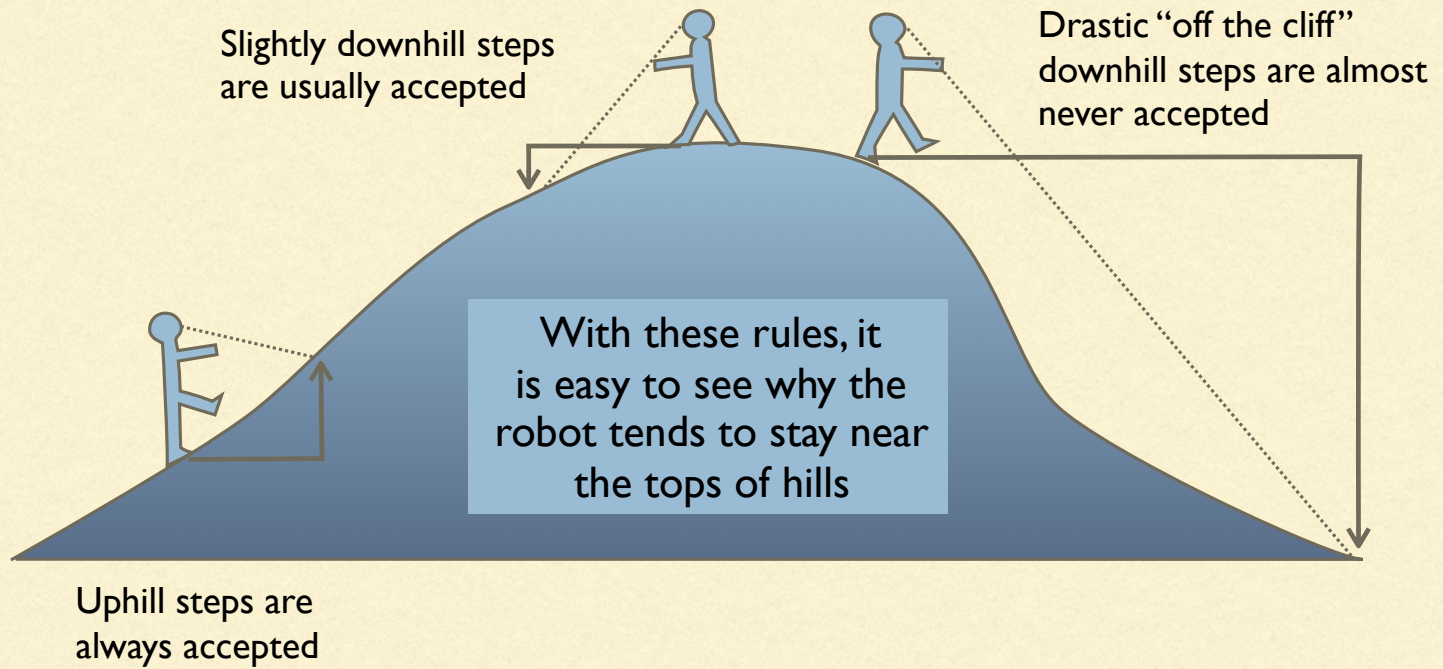 Slightly downhill steps
are usually accepted
Drastic “off the cliff”
downhill steps are almost
never accepted
With these rules, it
is easy to see why the
robot tends to stay near
the tops of hills
Uphill steps are
always accepted